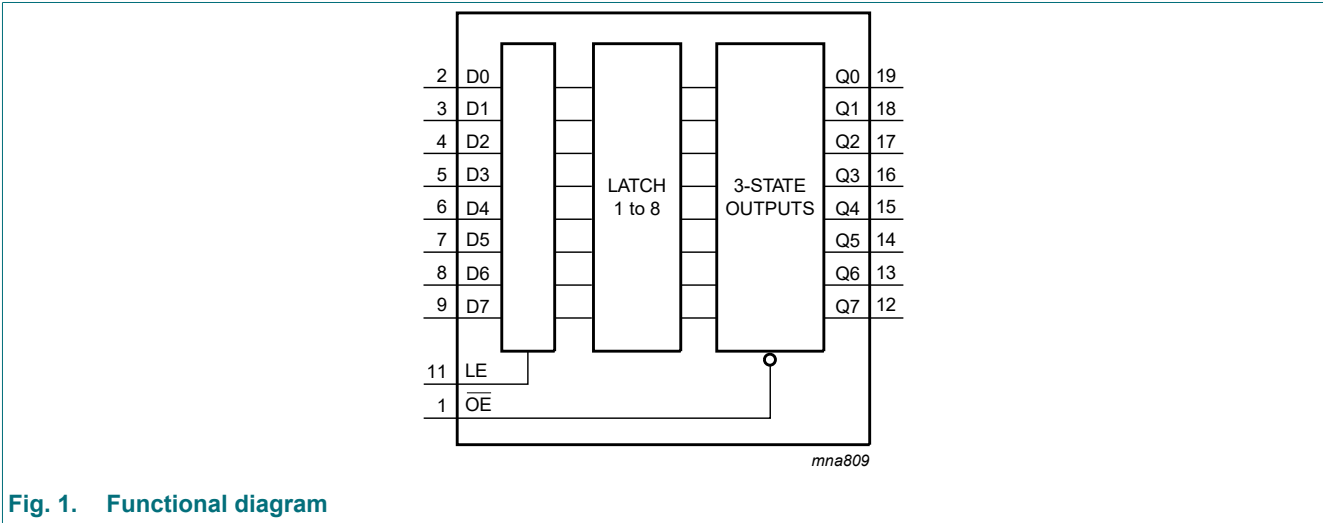 2 D0 Q0 19
3 D1 Q1 18
4 D2 Q2 17
5 D3 Q3 16
6 D4 Q4 15
7 D5 Q5 14
8 D6 Q6 13
9 D7 Q7 12
LATCH
1 to 8
3-STATE
OUTPUTS
11 LE
1 O̅E̅
mna809
Fig. 1. Functional diagram